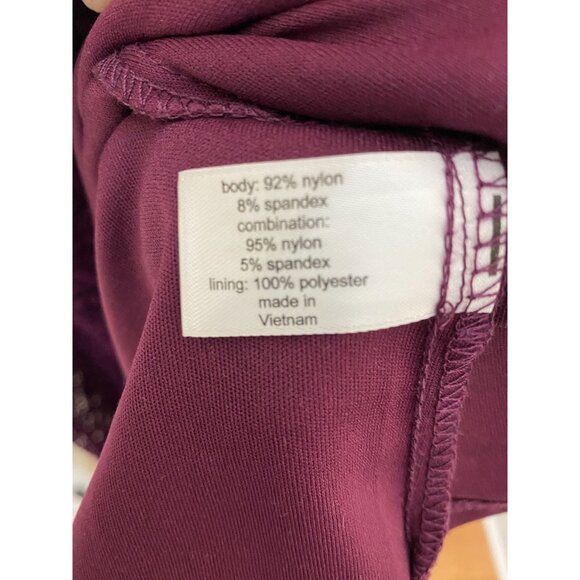 body: 92% nylon
8% spandex
combination:
95% nylon
5% spandex
lining: 100% polyester
made in
Vietnam